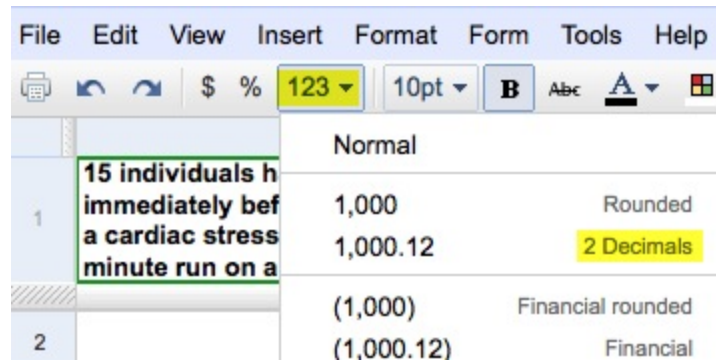 File Edit View Insert Format Form Tools Help
$ % 123 10pt B Abc A
Normal
1 15 individuals h
immediately bef
a cardiac stress
minute run on a
1,000 Rounded
1,000.12 2 Decimals
(1,000) Financial rounded
2 (1,000.12) Financial